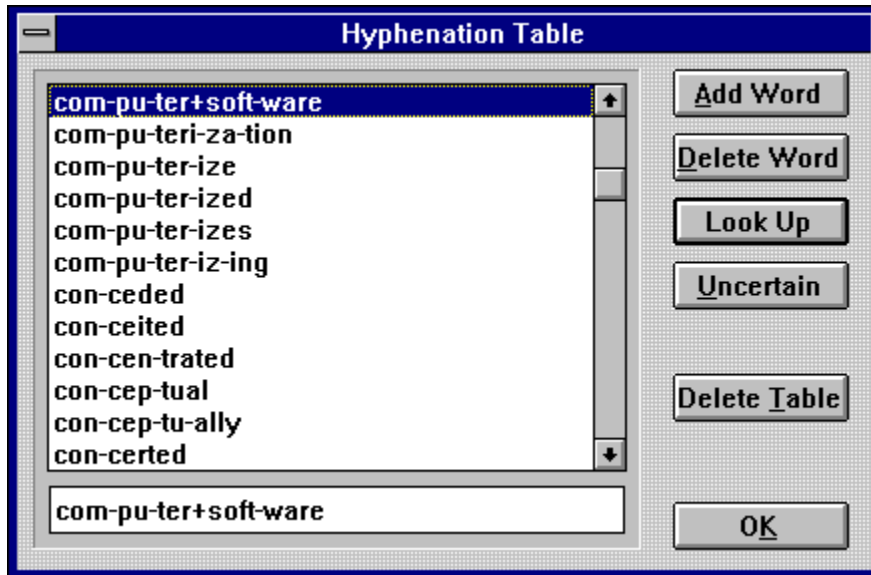 Hyphenation Table
com-pu-ter+soft-ware
com-pu-teri-za-tion
com-pu-ter-ize
com-pu-ter-ized
com-pu-ter-izes
com-pu-ter-iz-ing
con-ceded
con-ceited
con-cen-trated
con-cep-tual
con-cep-tu-ally
con-certed
com-pu-ter+soft-ware
Add Word
Delete Word
Look Up
Uncertain
Delete Table
OK